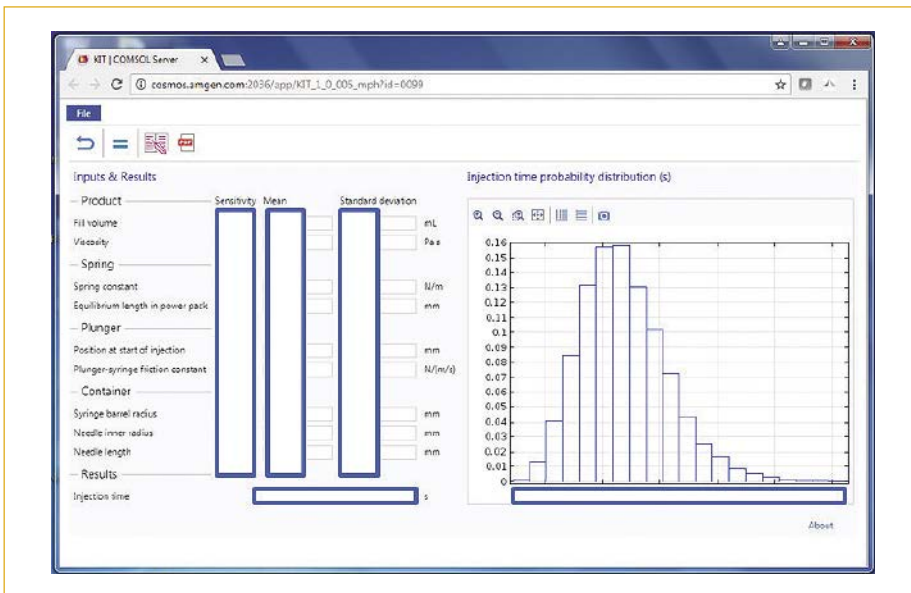 KIT | COMSOL Server
cosmos.amgen.com:2036/app/KIT_1_0_005_mph?id=0099
File
PDF
Inputs & Results
Product Sensitivity Mean Standard deviation
Fill volume mL
Viscosity Pa·s
Spring
Spring constant N/m
Equilibrium length in power pack mm
Plunger
Position at start of injection mm
Plunger-syringe friction constant N/(m/s)
Container
Syringe barrel radius mm
Needle inner radius mm
Needle length mm
Results
Injection time s
Injection time probability distribution (s)
0.16
0.14
0.13
0.12
0.11
0.1
0.09
0.08
0.07
0.06
0.05
0.04
0.03
0.02
0.01
0
About